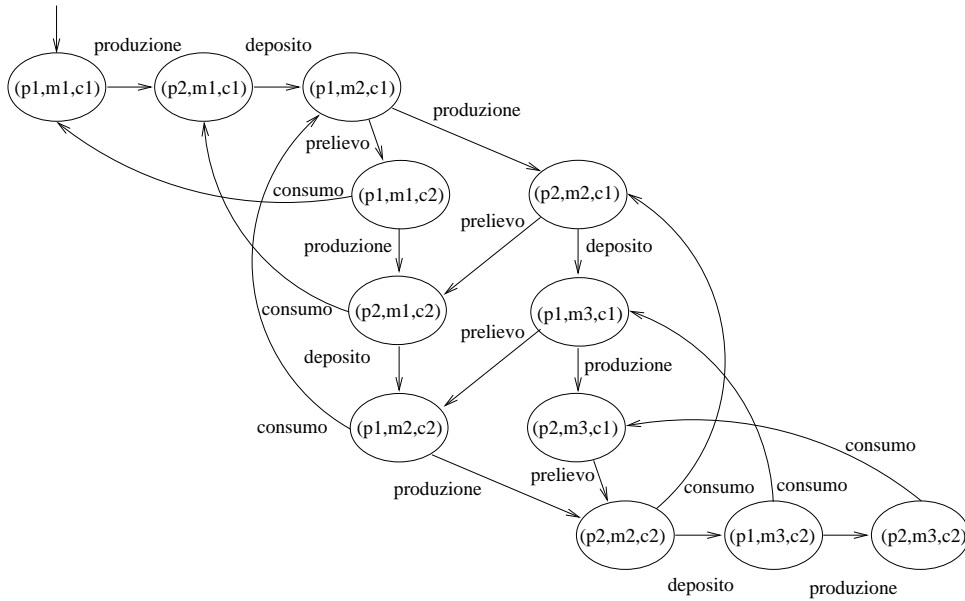 produzione
deposito
(p1,m1,c1)
(p2,m1,c1)
(p1,m2,c1)
produzione
prelievo
consumo
(p1,m1,c2)
(p2,m2,c1)
prelievo
produzione
deposito
consumo
(p2,m1,c2)
(p1,m3,c1)
prelievo
deposito
produzione
consumo
(p1,m2,c2)
(p2,m3,c1)
consumo
prelievo
produzione
consumo
consumo
(p2,m2,c2)
(p1,m3,c2)
(p2,m3,c2)
deposito
produzione